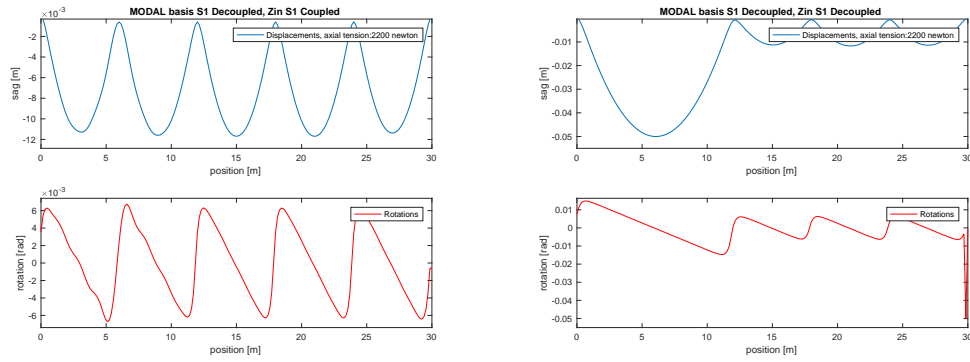 MODAL basis S1 Decoupled, Zin S1 Coupled
×10⁻³
-2
-4
-6
-8
-10
-12
sag [m]
Displacements, axial tension:2200 newton
0 5 10 15 20 25 30
position [m]
×10⁻³
6
4
2
0
-2
-4
-6
rotation [rad]
Rotations
0 5 10 15 20 25 30
position [m]
MODAL basis S1 Decoupled, Zin S1 Decoupled
-0.01
-0.02
-0.03
-0.04
-0.05
sag [m]
Displacements, axial tension:2200 newton
0 5 10 15 20 25 30
position [m]
0.01
0
-0.01
-0.02
-0.03
-0.04
-0.05
rotation [rad]
Rotations
0 5 10 15 20 25 30
position [m]